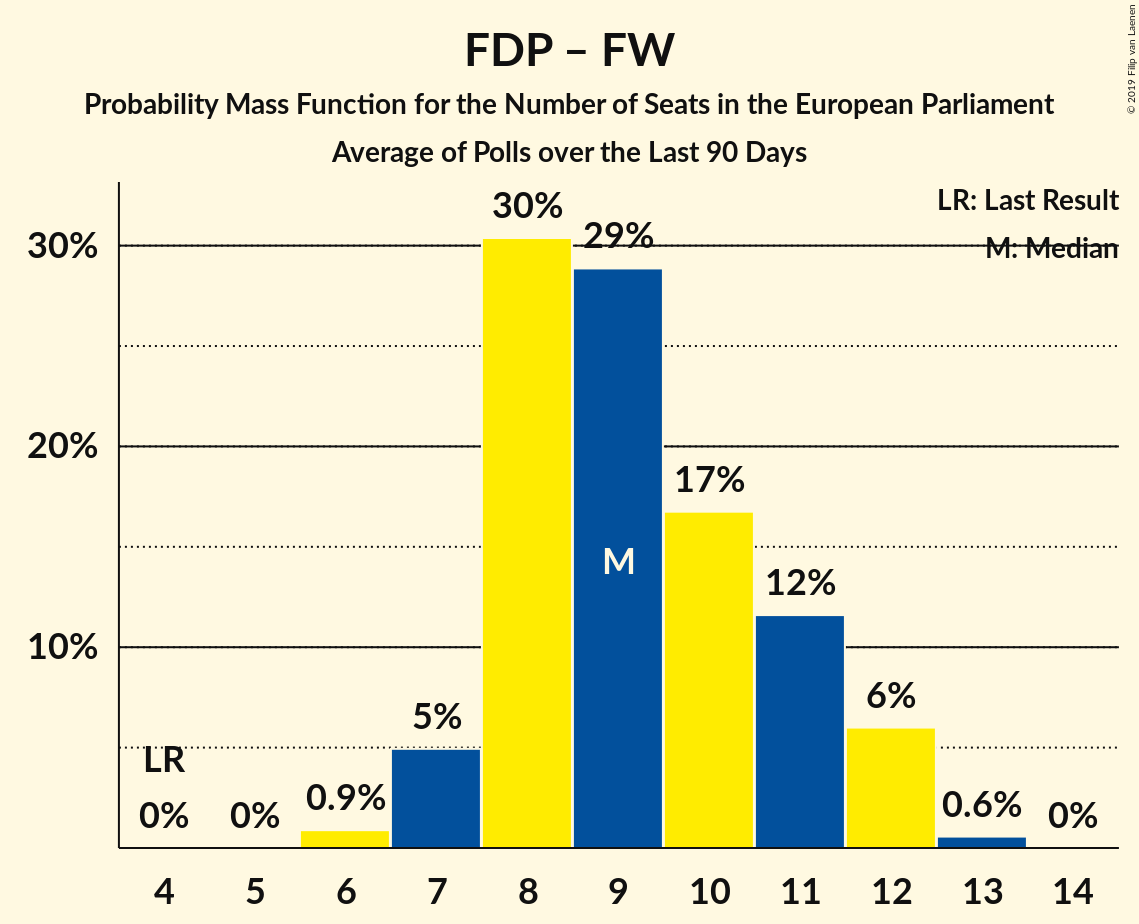 FDP – FW
Probability Mass Function for the Number of Seats in the European Parliament
Average of Polls over the Last 90 Days
© 2019 Filip van Laenen
LR: Last Result
M: Median
30%
20%
10%
LR
0%
0%
0.9%
5%
30%
29%
M
17%
12%
6%
0.6%
0%
4 5 6 7 8 9 10 11 12 13 14